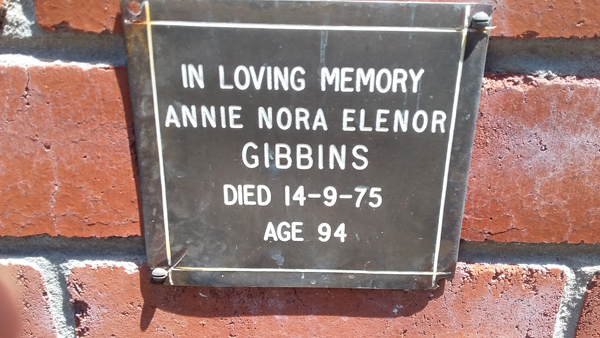 IN LOVING MEMORY
ANNIE NORA ELENOR
GIBBINS
DIED 14-9-75
AGE 94